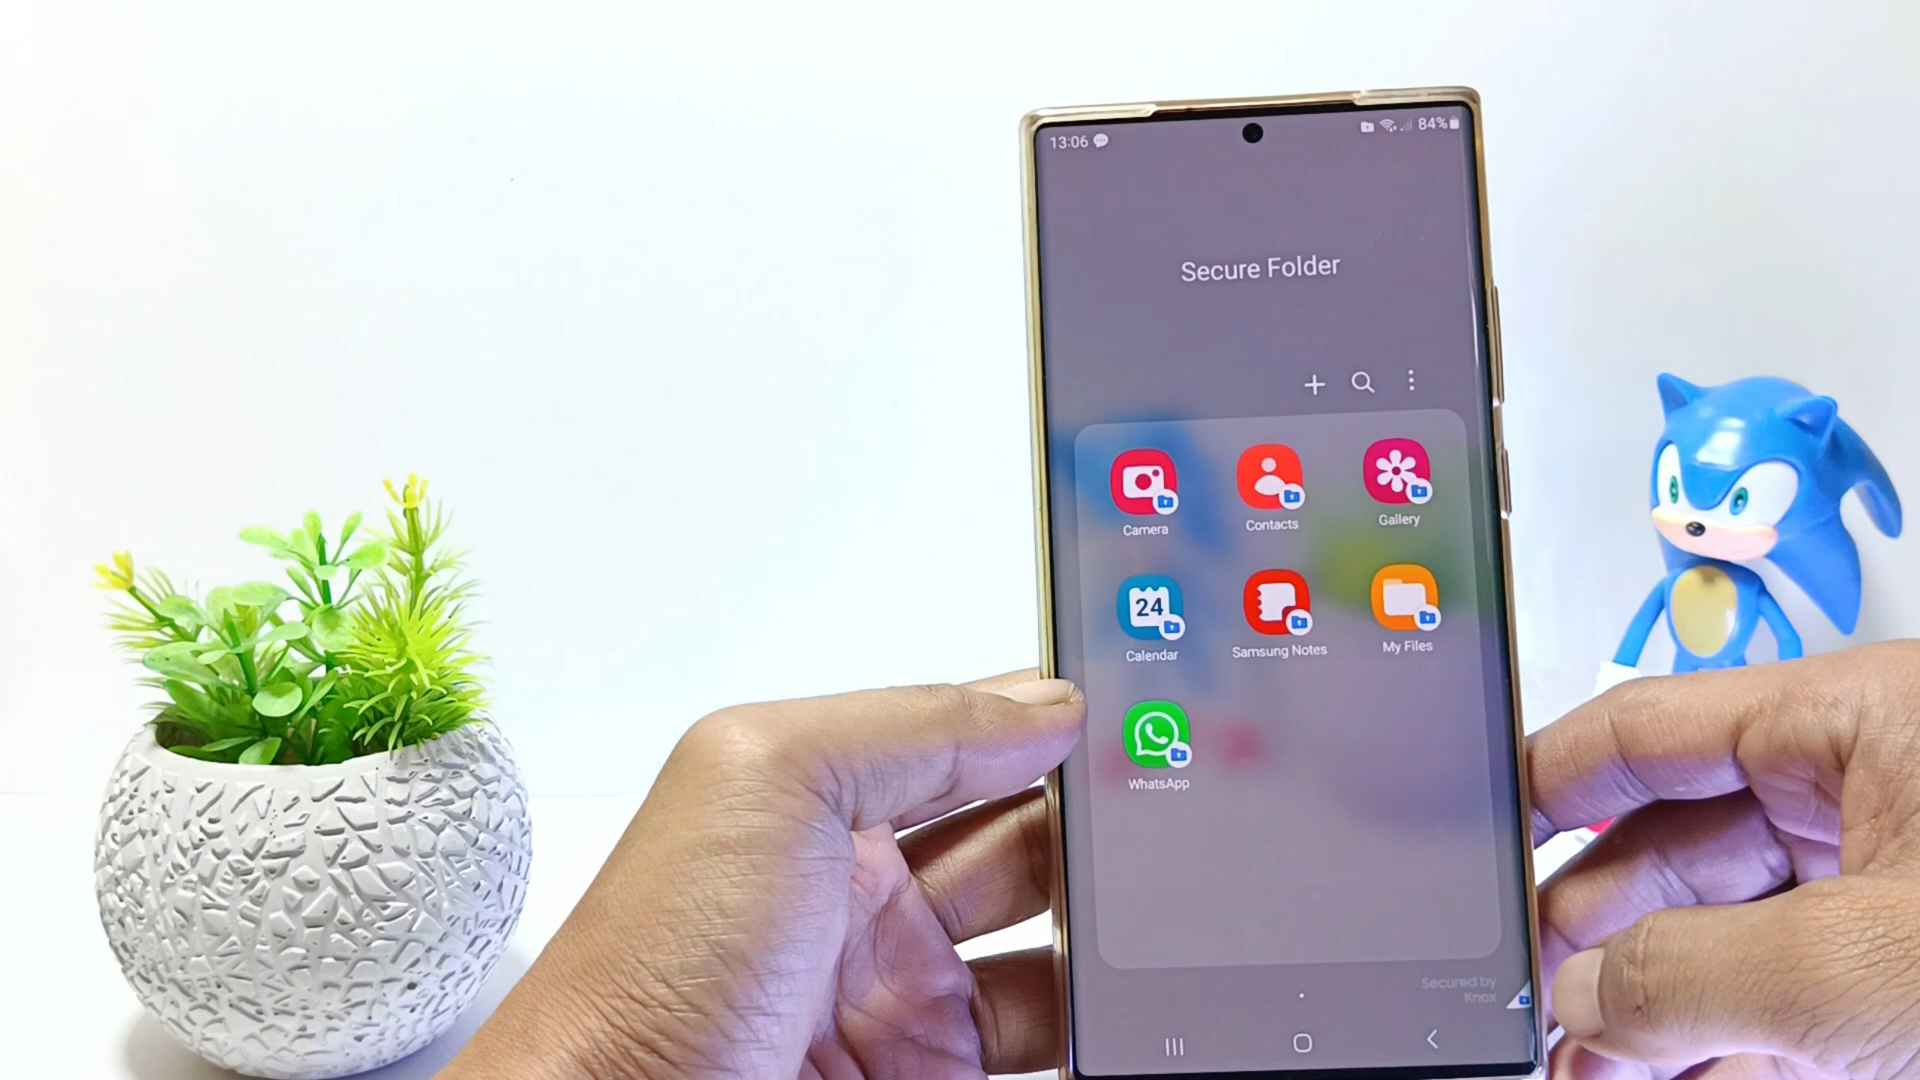 13:06
84%
Secure Folder
Camera
Contacts
Gallery
24
Calendar
Samsung Notes
My Files
WhatsApp
Secured by
Knox